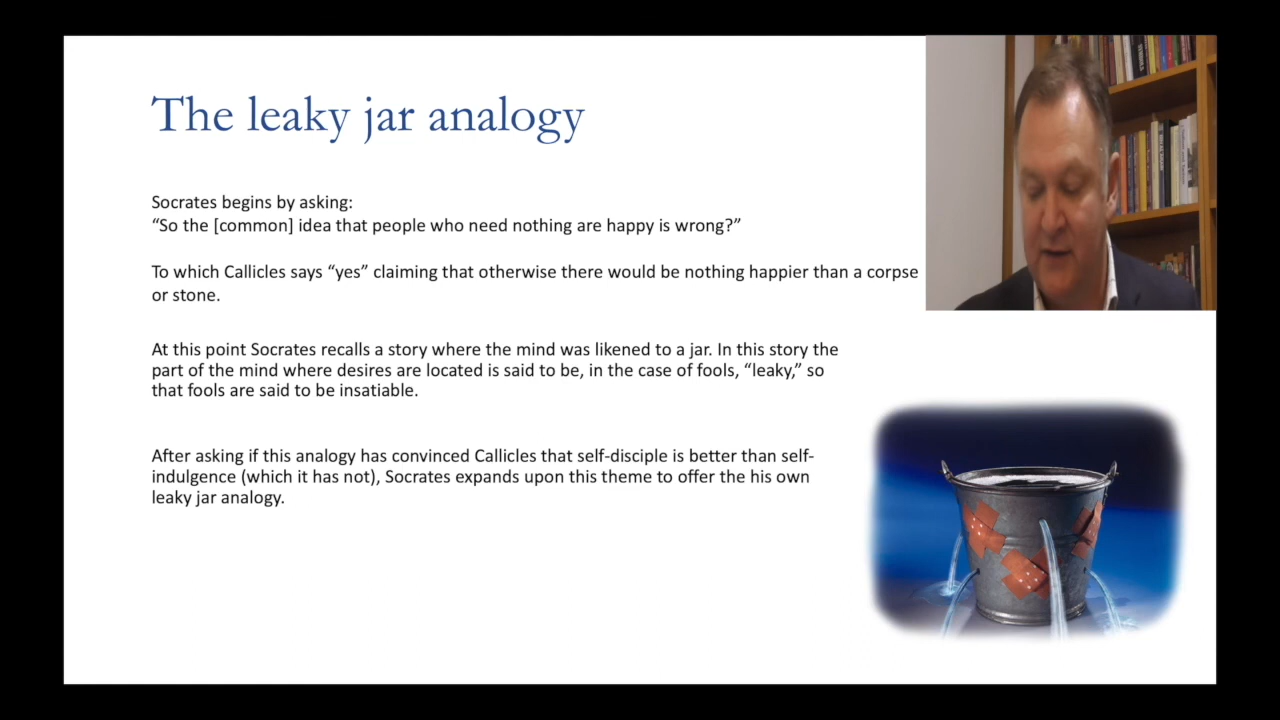 The leaky jar analogy
Socrates begins by asking:
“So the [common] idea that people who need nothing are happy is wrong?”
To which Callicles says “yes” claiming that otherwise there would be nothing happier than a corpse
or stone.
At this point Socrates recalls a story where the mind was likened to a jar. In this story the
part of the mind where desires are located is said to be, in the case of fools, “leaky,” so
that fools are said to be insatiable.
After asking if this analogy has convinced Callicles that self-disciple is better than self-
indulgence (which it has not), Socrates expands upon this theme to offer the his own
leaky jar analogy.